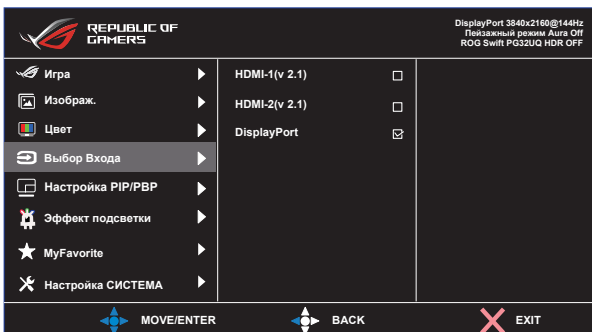 REPUBLIC OF
GAMERS
DisplayPort 3840x2160@144Hz
Пейзажный режим Aura Off
ROG Swift PG32UQ HDR OFF
Игра
Изображ.
Цвет
Выбор Входа
Настройка PIP/PBP
Эффект подсветки
MyFavorite
Настройка СИСТЕМА
HDMI-1(v 2.1)
HDMI-2(v 2.1)
DisplayPort
MOVE/ENTER
BACK
EXIT